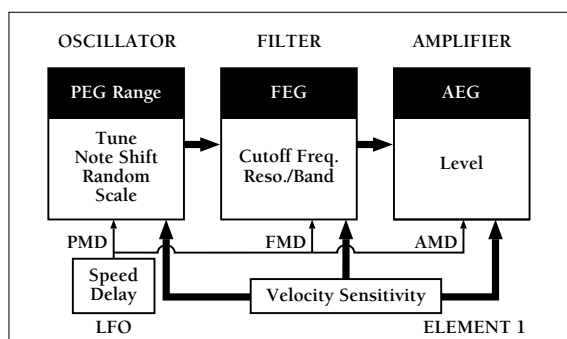 OSCILLATOR FILTER AMPLIFIER
PEG Range FEG AEG
Tune
Note Shift
Random
Scale
Cutoff Freq.
Reso./Band
Level
PMD FMD AMD
Speed
Delay
Velocity Sensitivity
LFO ELEMENT 1